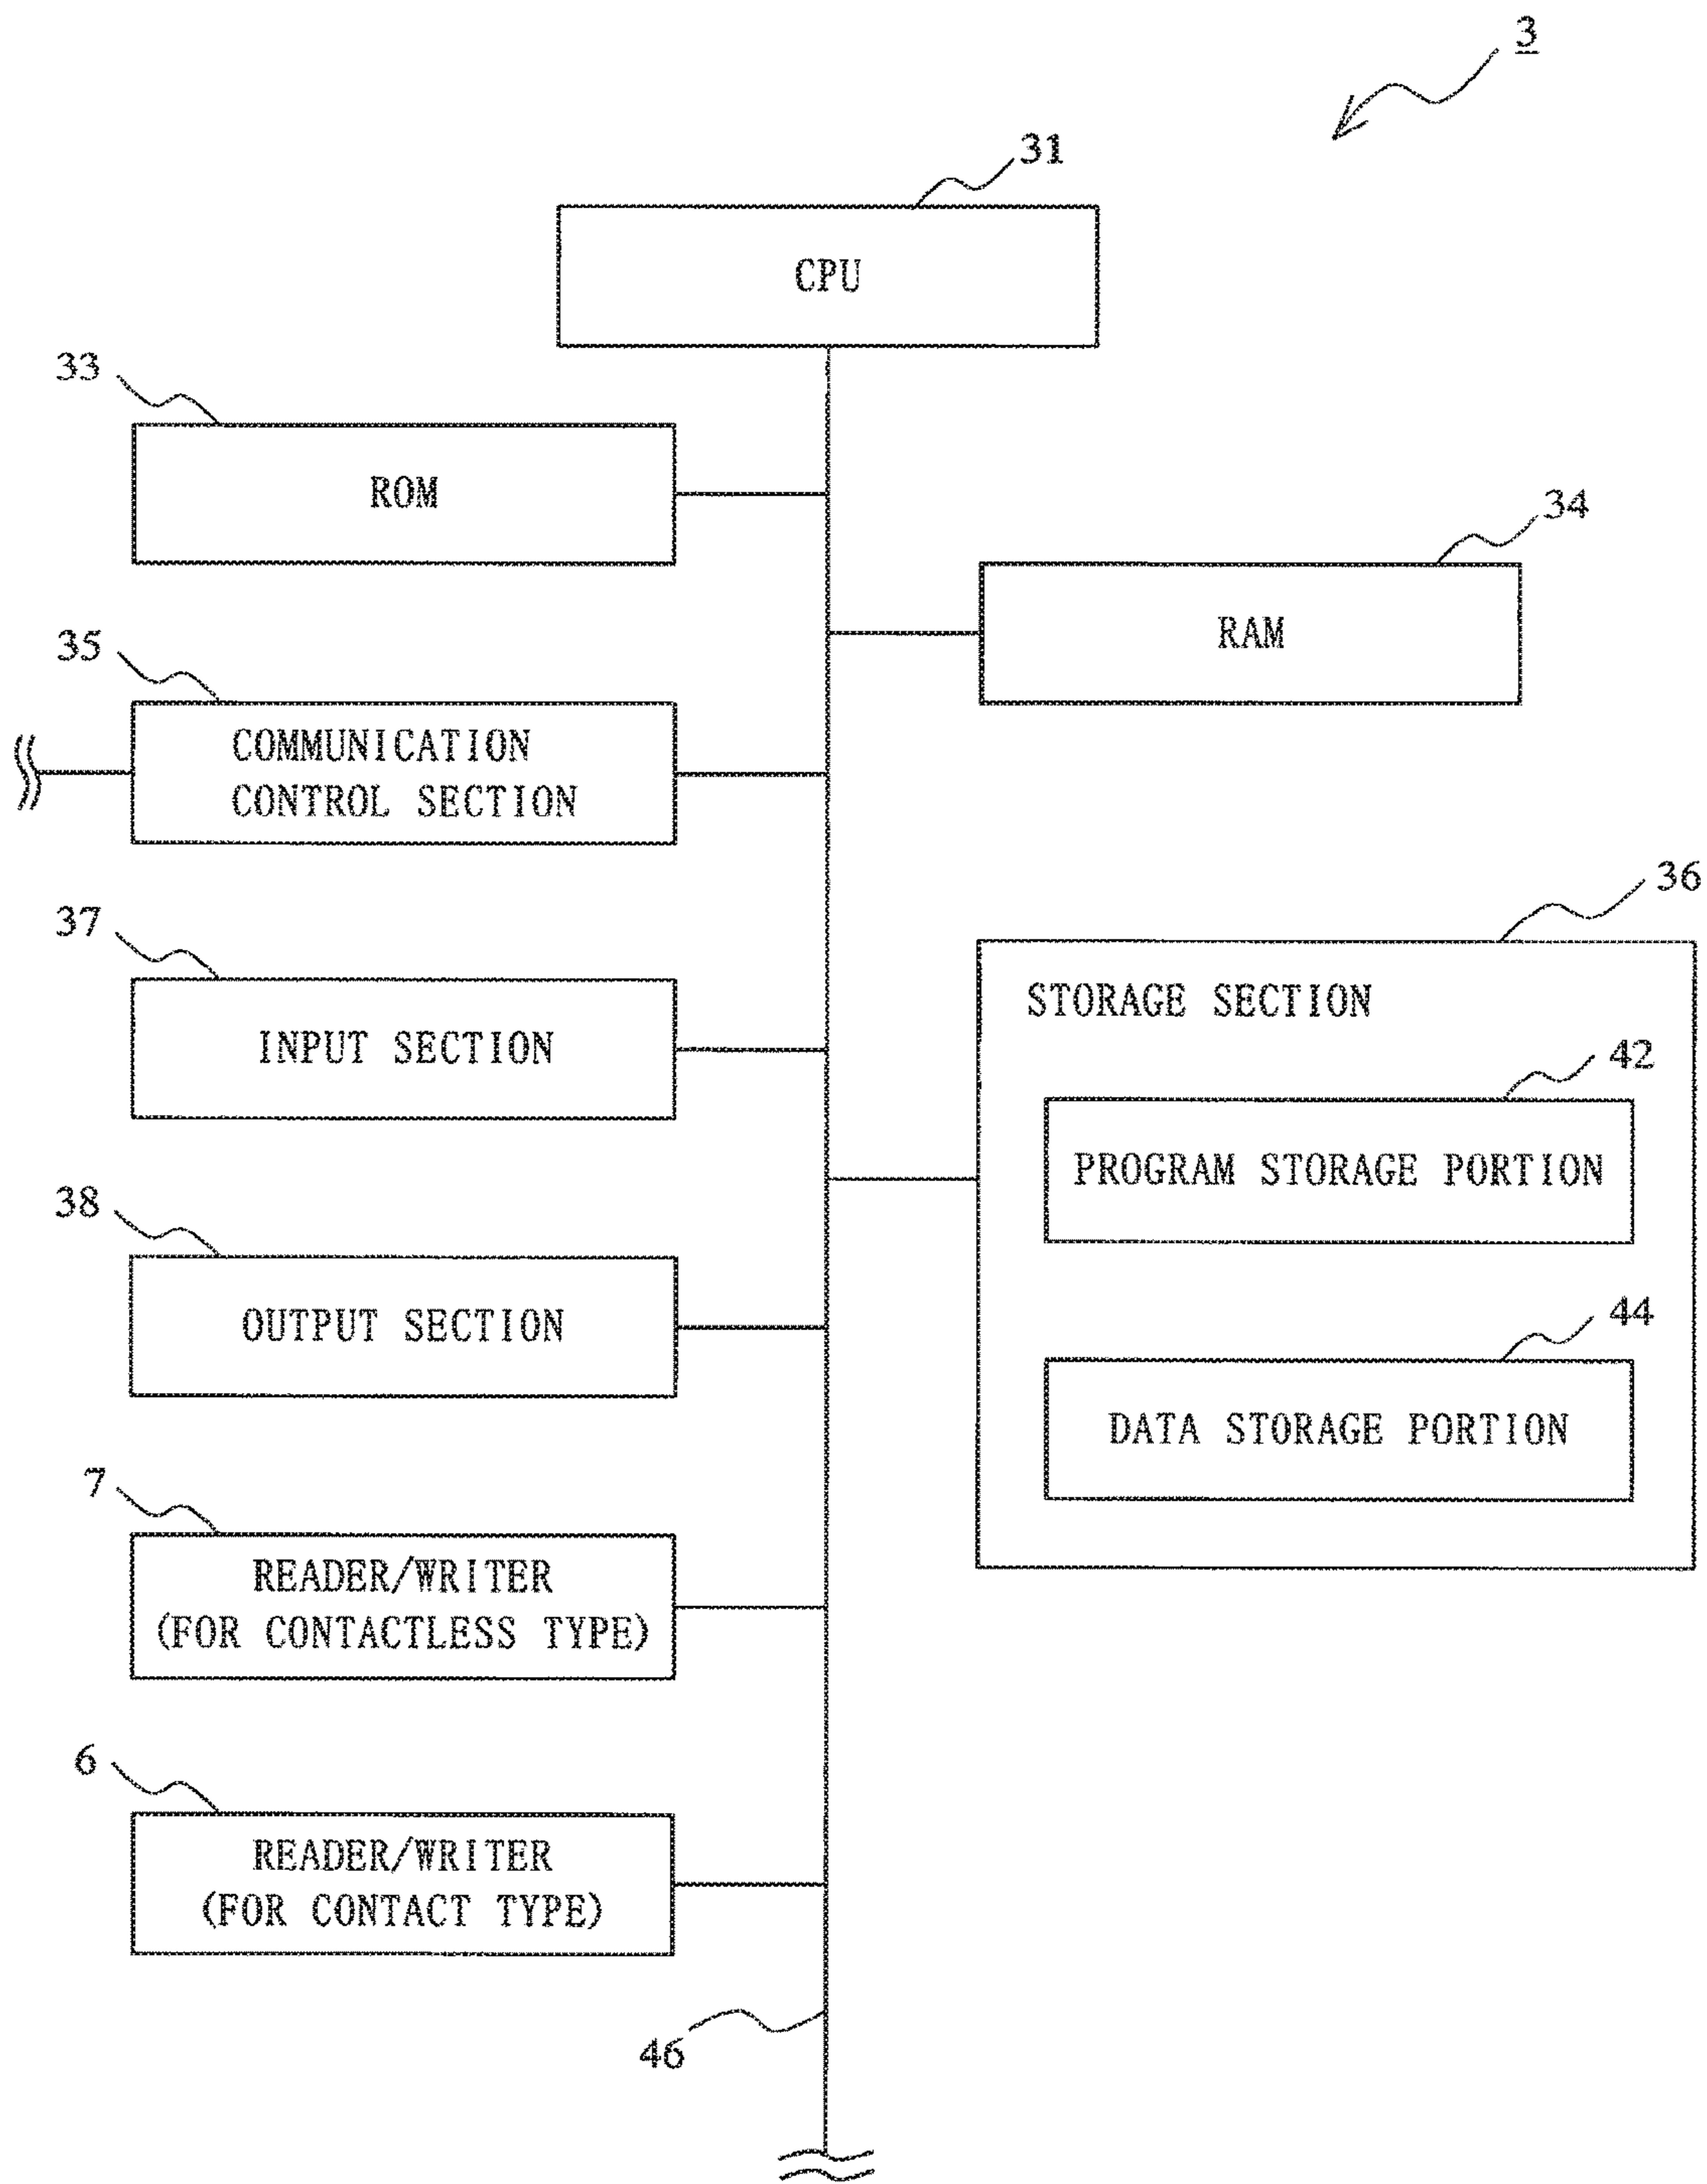 3
31
CPU
33
ROM
34
RAM
35
COMMUNICATION
CONTROL SECTION
36
STORAGE SECTION
37
INPUT SECTION
42
PROGRAM STORAGE PORTION
38
OUTPUT SECTION
44
DATA STORAGE PORTION
7
READER/WRITER
(FOR CONTACTLESS TYPE)
6
READER/WRITER
(FOR CONTACT TYPE)
46